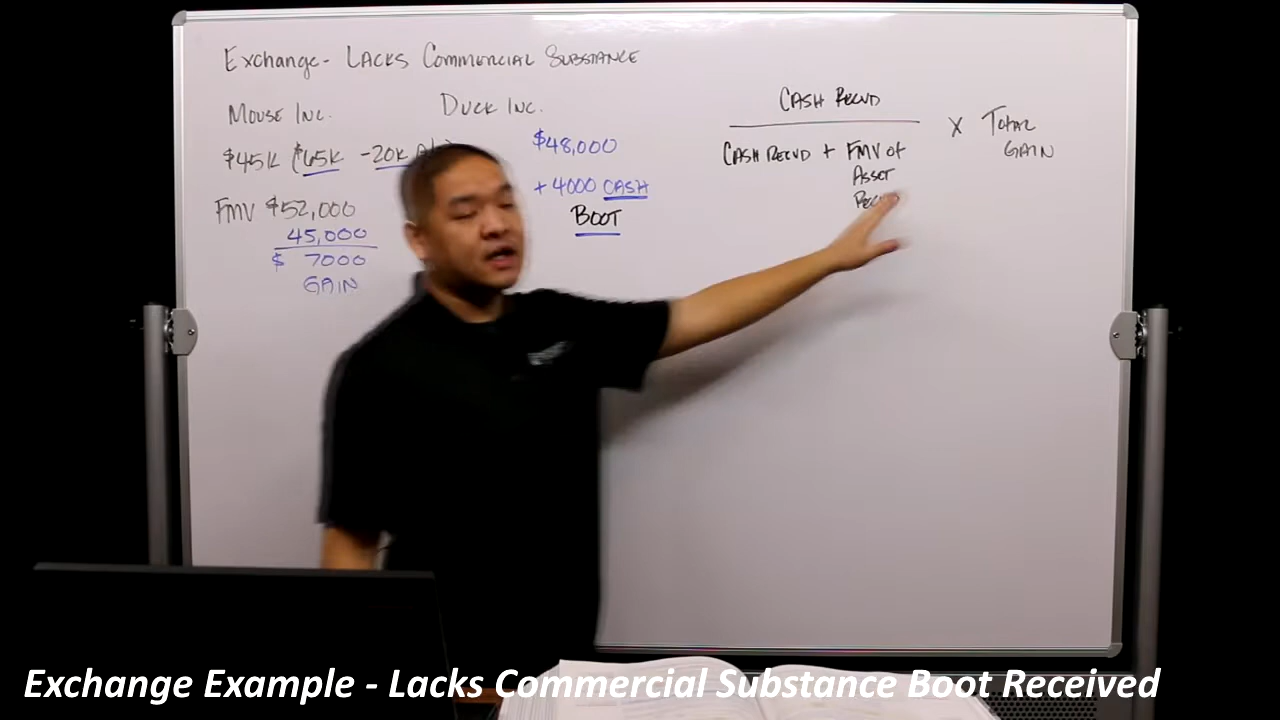 Exchange- LACKS COMMERCIAL SUBSTANCE
MOUSE INC.
DUCK INC.
$45K ($65K -20K
FMV $52,000
45,000
$ 7000
GAIN
$48,000
+ 4000 CASH
BOOT
CASH RECVD
CASH RECVD + FMV OF
ASSET
X TOTAL
GAIN
Exchange Example - Lacks Commercial Substance Boot Received